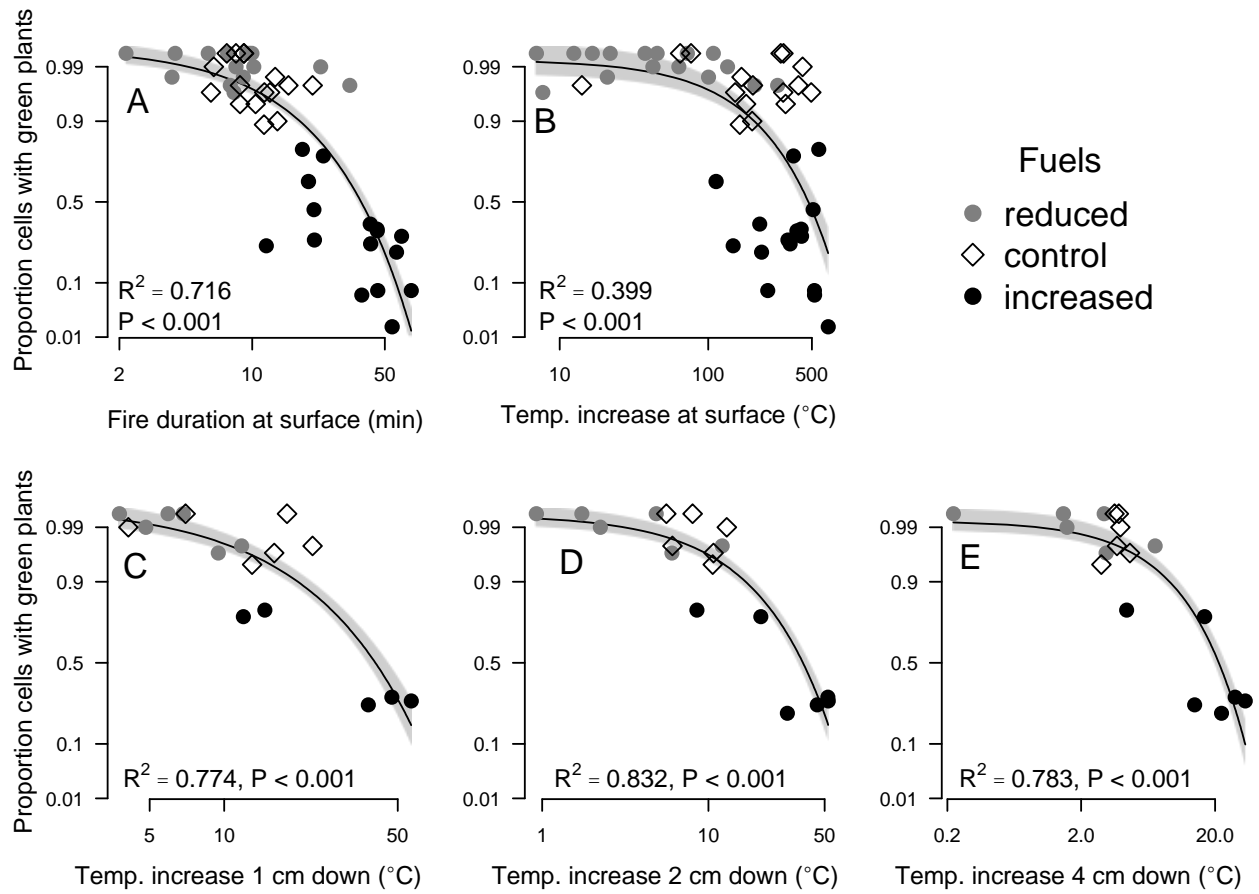 Proportion cells with green plants
0.99
0.9
0.5
0.1
0.01
A
R² = 0.716
P < 0.001
2
10
50
Fire duration at surface (min)
0.99
0.9
0.5
0.1
0.01
B
R² = 0.399
P < 0.001
10
100
500
Temp. increase at surface (°C)
Fuels
reduced
control
increased
Proportion cells with green plants
0.99
0.9
0.5
0.1
0.01
C
R² = 0.774, P < 0.001
5
10
50
Temp. increase 1 cm down (°C)
0.99
0.9
0.5
0.1
0.01
D
R² = 0.832, P < 0.001
1
10
50
Temp. increase 2 cm down (°C)
0.99
0.9
0.5
0.1
0.01
E
R² = 0.783, P < 0.001
0.2
2.0
20.0
Temp. increase 4 cm down (°C)